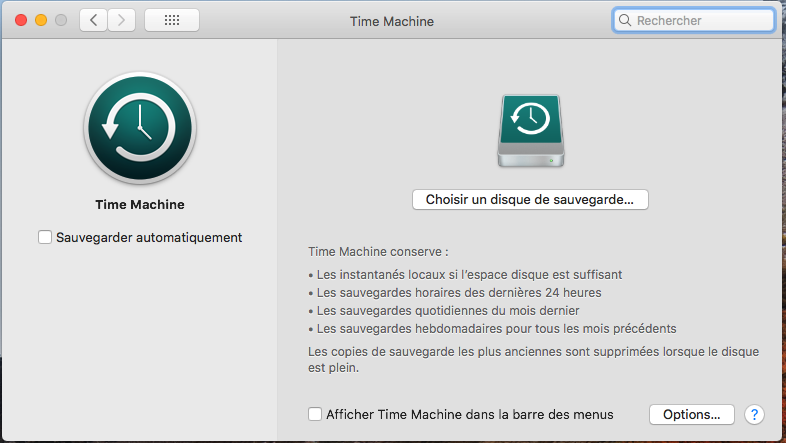 Time Machine
Rechercher
Time Machine
Sauvegarder automatiquement
Choisir un disque de sauvegarde...
Time Machine conserve :
• Les instantanés locaux si l'espace disque est suffisant
• Les sauvegardes horaires des dernières 24 heures
• Les sauvegardes quotidiennes du mois dernier
• Les sauvegardes hebdomadaires pour tous les mois précédents
Les copies de sauvegarde les plus anciennes sont supprimées lorsque le disque
est plein.
Afficher Time Machine dans la barre des menus
Options...
?